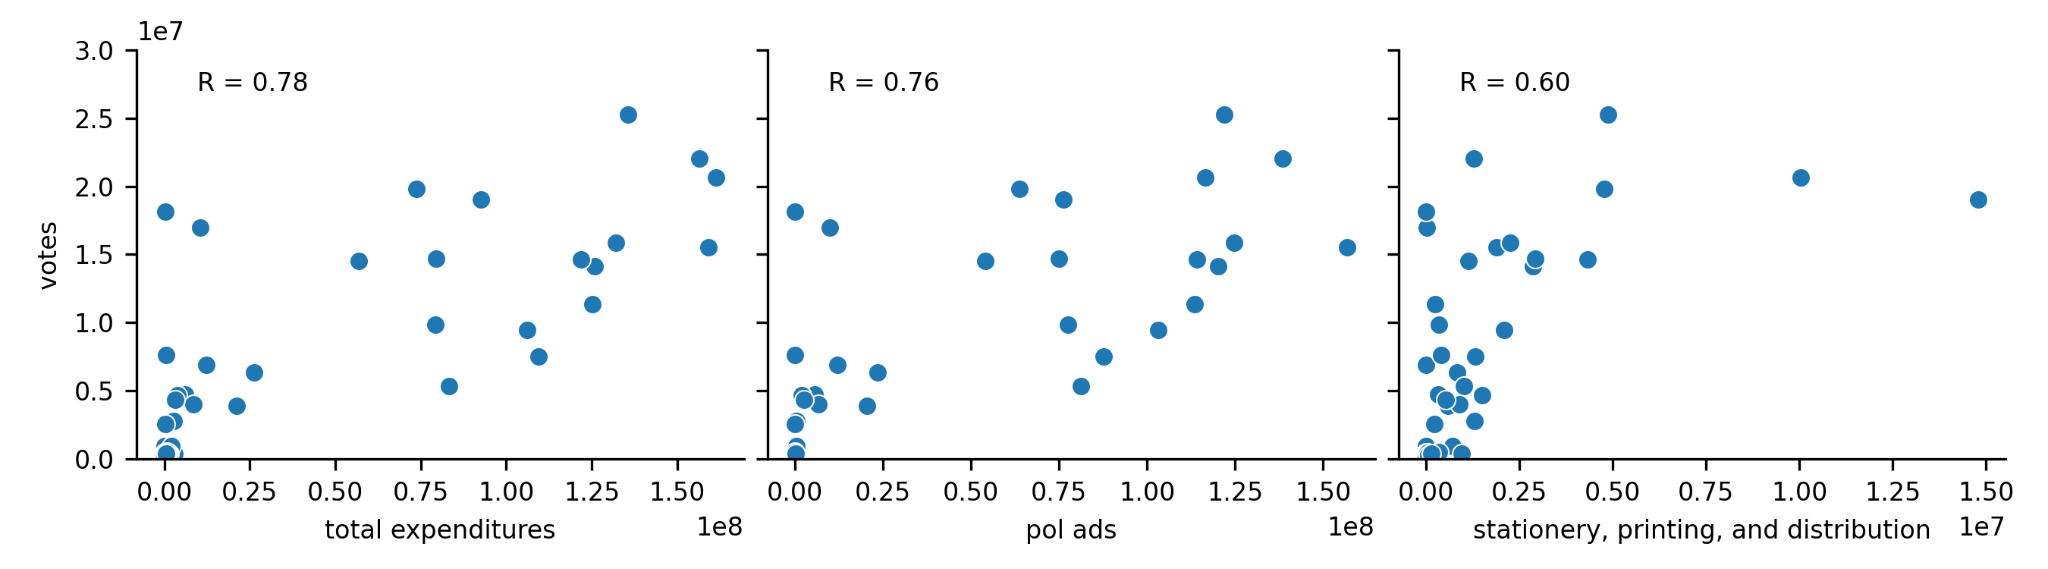 1e7
3.0
2.5
2.0
1.5
1.0
0.5
0.0
votes
R = 0.78
0.00 0.25 0.50 0.75 1.00 1.25 1.50
1e8
total expenditures
R = 0.76
0.00 0.25 0.50 0.75 1.00 1.25 1.50
1e8
pol ads
R = 0.60
0.00 0.25 0.50 0.75 1.00 1.25 1.50
1e7
stationery, printing, and distribution